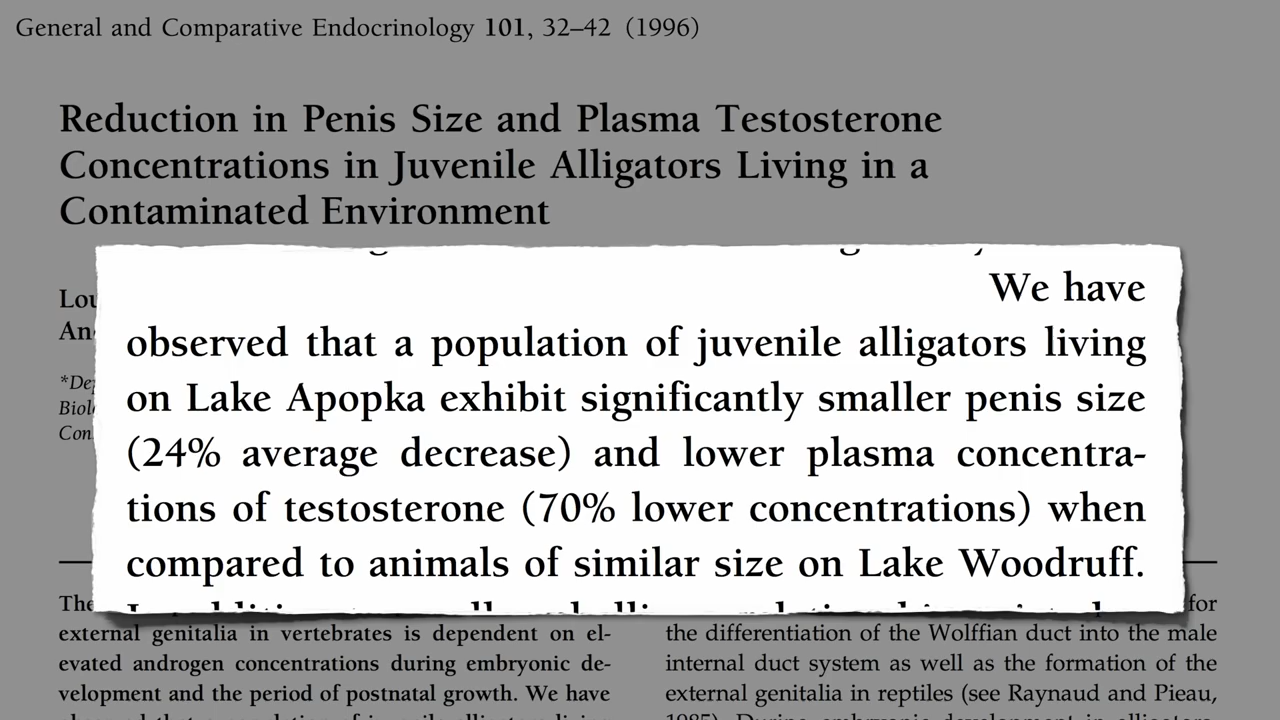 General and Comparative Endocrinology 101, 32–42 (1996)
Reduction in Penis Size and Plasma Testosterone
Concentrations in Juvenile Alligators Living in a
Contaminated Environment
We have
observed that a population of juvenile alligators living
on Lake Apopka exhibit significantly smaller penis size
(24% average decrease) and lower plasma concentra-
tions of testosterone (70% lower concentrations) when
compared to animals of similar size on Lake Woodruff.
for
external genitalia in vertebrates is dependent on el-
evated androgen concentrations during embryonic de-
velopment and the period of postnatal growth. We have
the differentiation of the Wolffian duct into the male
internal duct system as well as the formation of the
external genitalia in reptiles (see Raynaud and Pieau,